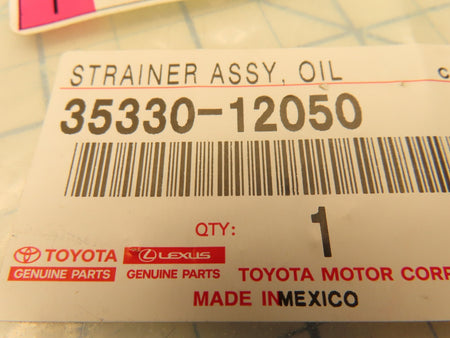 STRAINER ASSY, OIL
35330-12050
QTY: 1
TOYOTA LEXUS
GENUINE PARTS GENUINE PARTS TOYOTA MOTOR CORP
MADE IN MEXICO